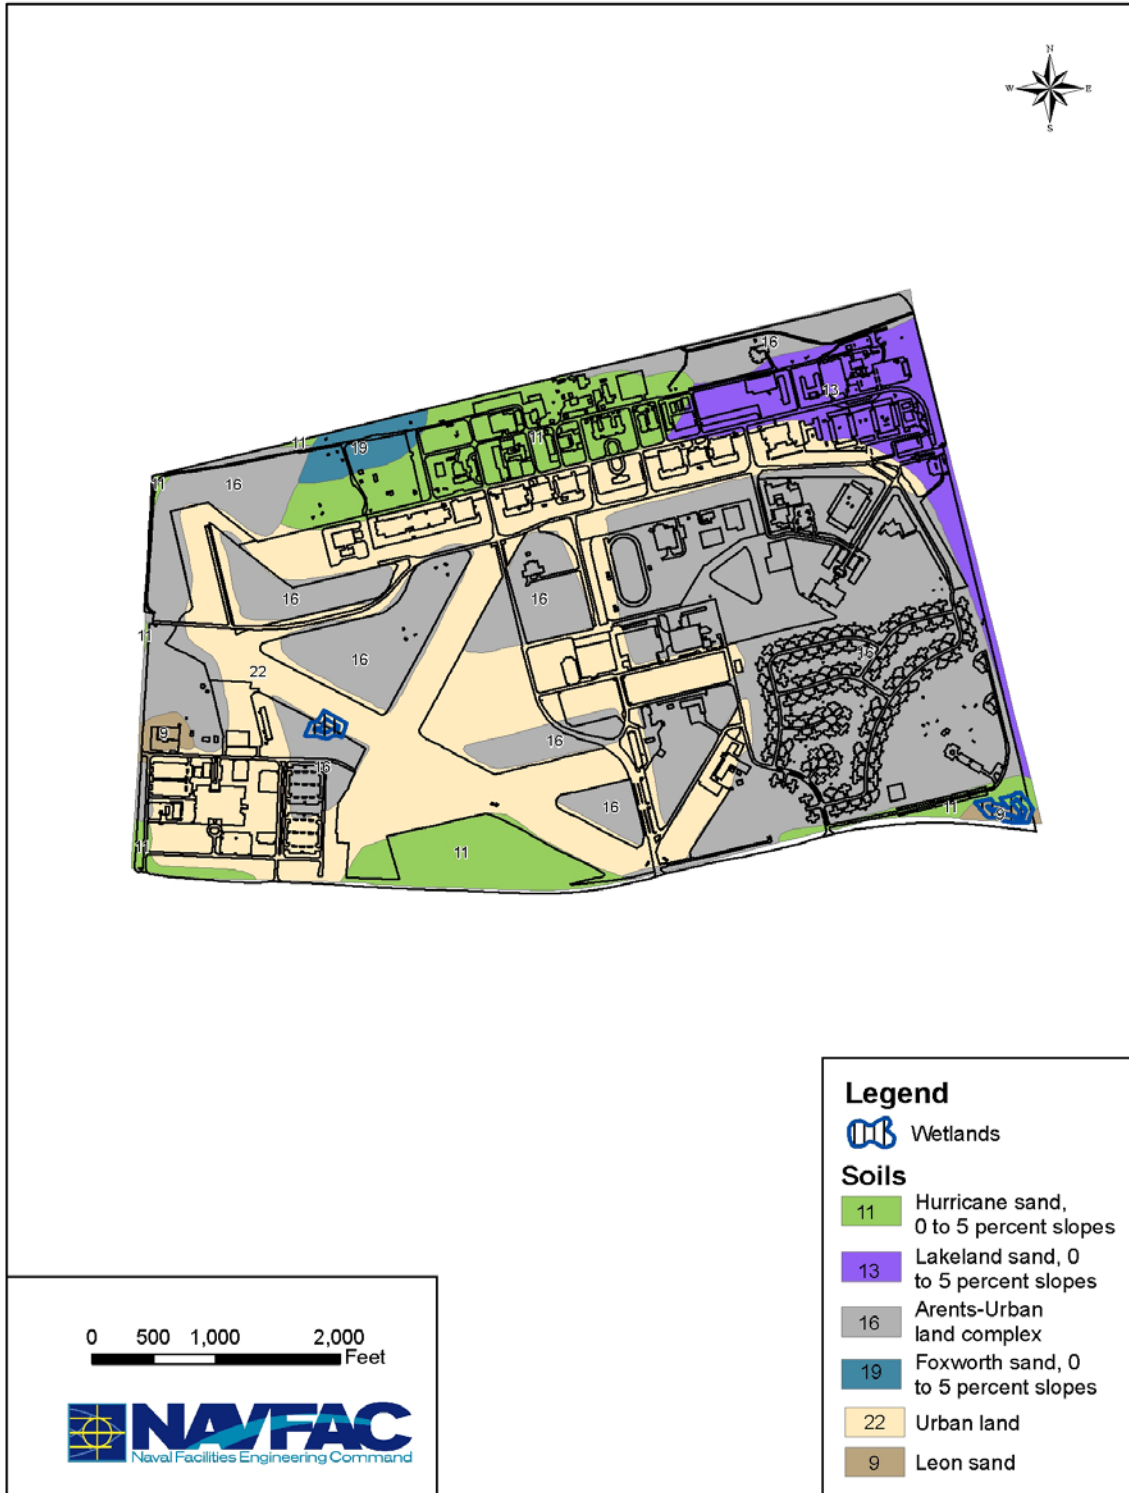 N
W E
S
16
13
11
11
19
11
16
16
16
11
16
22
16
9
16
16
16
11
9
11
11
Legend
Wetlands
Soils
11 Hurricane sand,
0 to 5 percent slopes
13 Lakeland sand, 0
to 5 percent slopes
16 Arents-Urban
land complex
19 Foxworth sand, 0
to 5 percent slopes
22 Urban land
9 Leon sand
0 500 1,000 2,000
Feet
NAVFAC
Naval Facilities Engineering Command